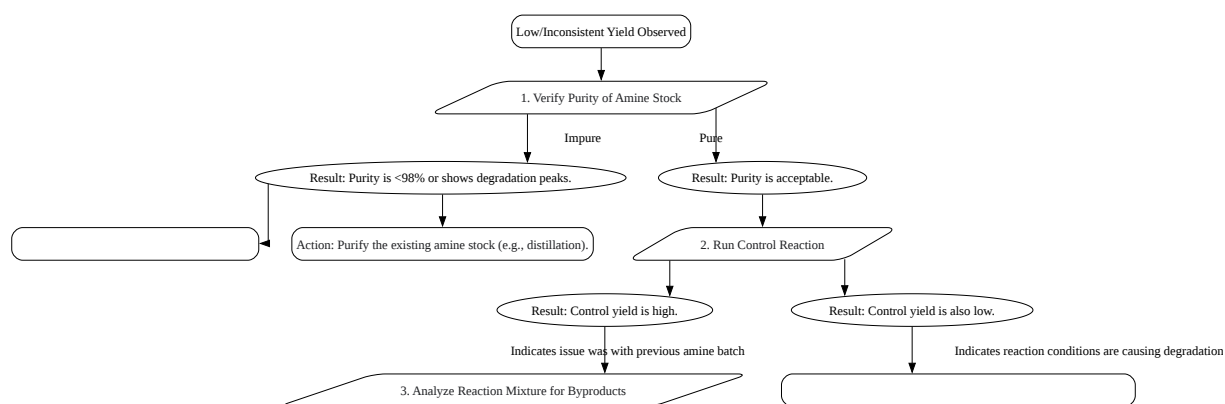 Low/Inconsistent Yield Observed
1. Verify Purity of Amine Stock
Impure
Pure
Result: Purity is <98% or shows degradation peaks.
Result: Purity is acceptable.
Action: Purify the existing amine stock (e.g., distillation).
2. Run Control Reaction
Result: Control yield is high.
Result: Control yield is also low.
Indicates issue was with previous amine batch
Indicates reaction conditions are causing degradation
3. Analyze Reaction Mixture for Byproducts